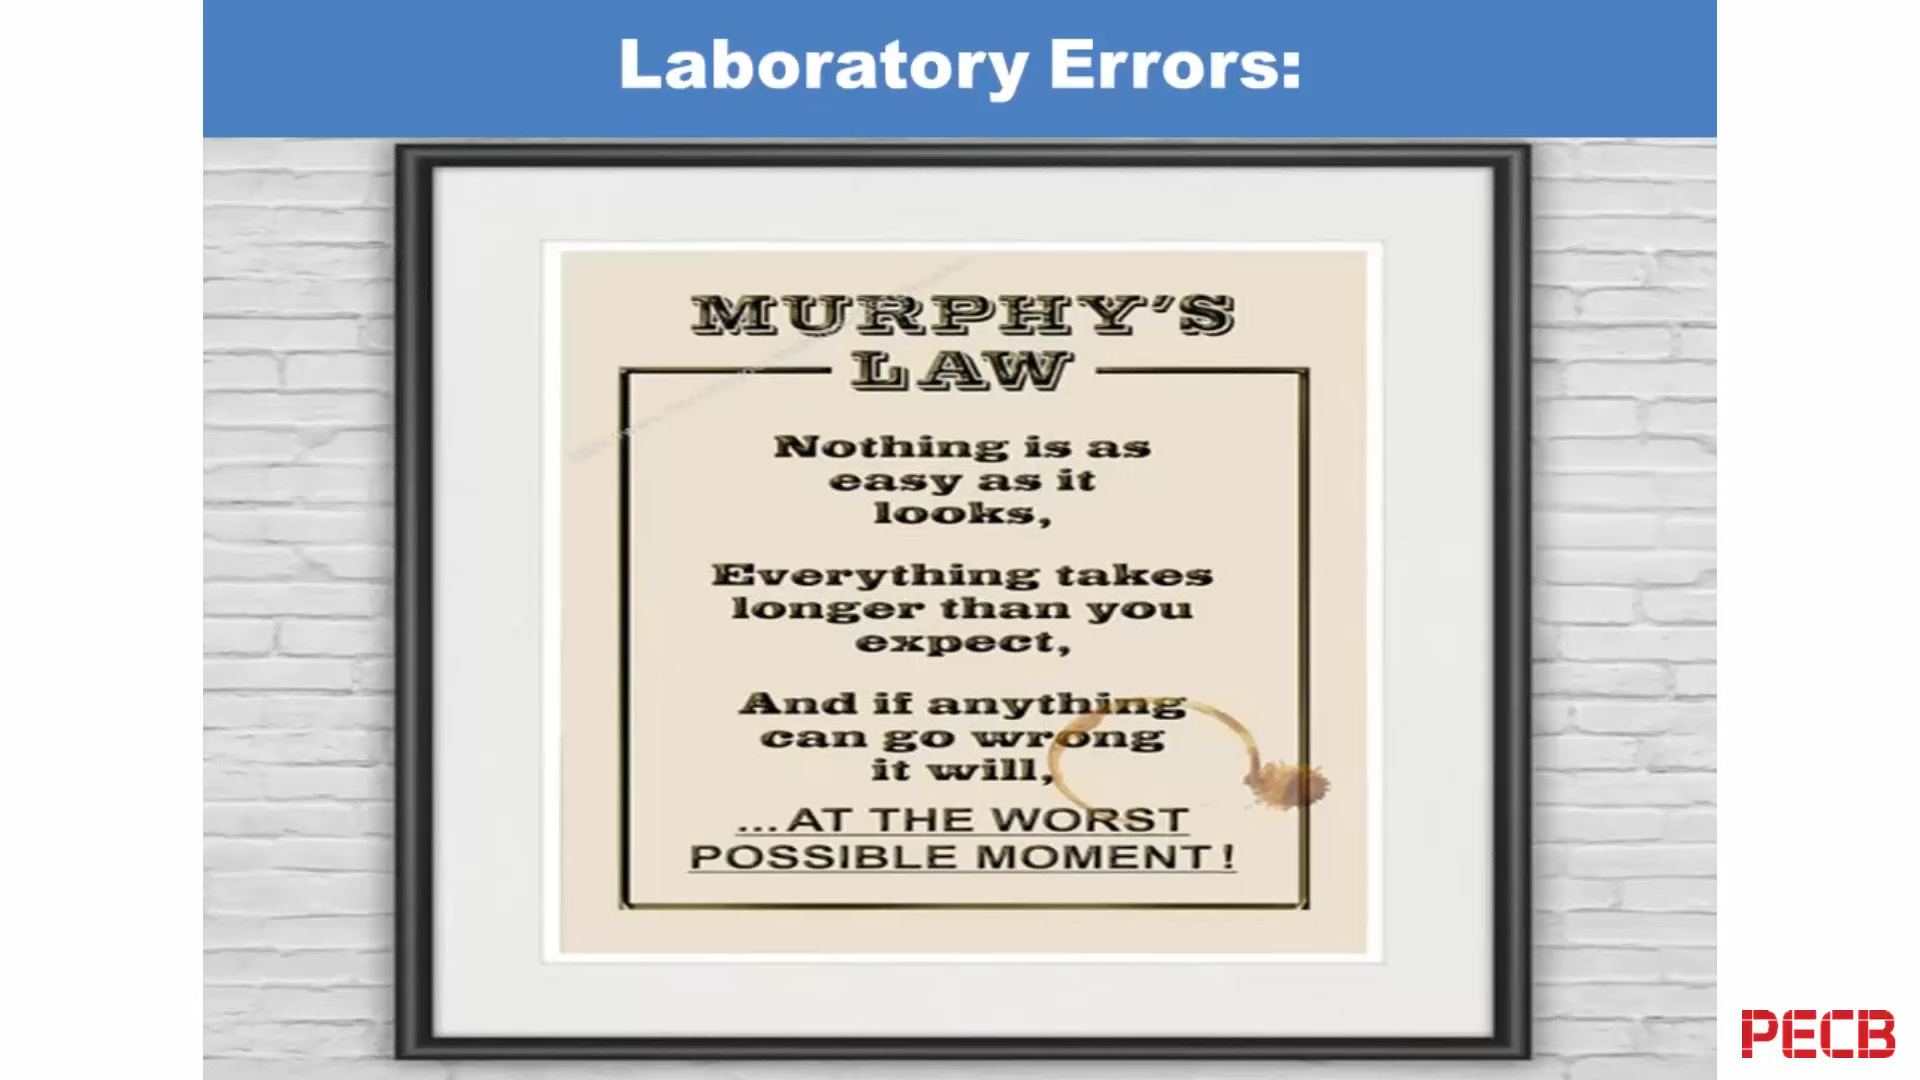 Laboratory Errors:
MURPHY'S
LAW
Nothing is as
easy as it
looks,
Everything takes
longer than you
expect,
And if anything
can go wrong
it will,
...AT THE WORST
POSSIBLE MOMENT!
PECB